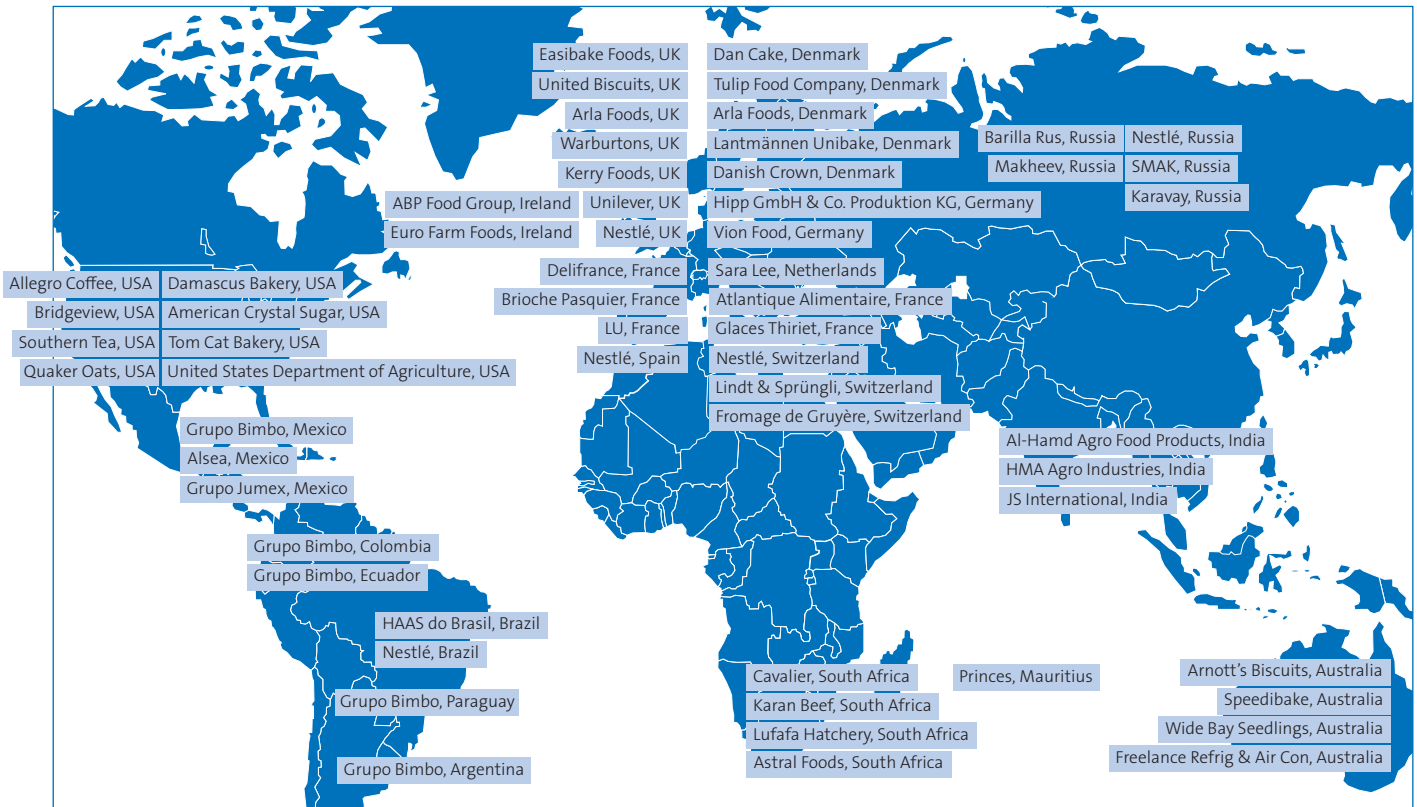 Easibake Foods, UK
United Biscuits, UK
Arla Foods, UK
Warburtons, UK
Kerry Foods, UK
Unilever, UK
Nestlé, UK
ABP Food Group, Ireland
Euro Farm Foods, Ireland
Dan Cake, Denmark
Tulip Food Company, Denmark
Arla Foods, Denmark
Lantmännen Unibake, Denmark
Danish Crown, Denmark
Hipp GmbH & Co. Produktion KG, Germany
Vion Food, Germany
Barilla Rus, Russia
Makheev, Russia
Nestlé, Russia
SMAK, Russia
Karavay, Russia
Delifrance, France
Brioche Pasquier, France
LU, France
Nestlé, Spain
Sara Lee, Netherlands
Atlantique Alimentaire, France
Glaces Thiriet, France
Nestlé, Switzerland
Lindt & Sprüngli, Switzerland
Fromage de Gruyère, Switzerland
Allegro Coffee, USA
Bridgeview, USA
Southern Tea, USA
Quaker Oats, USA
Damascus Bakery, USA
American Crystal Sugar, USA
Tom Cat Bakery, USA
United States Department of Agriculture, USA
Grupo Bimbo, Mexico
Alsea, Mexico
Grupo Jumex, Mexico
Al-Hamd Agro Food Products, India
HMA Agro Industries, India
JS International, India
Grupo Bimbo, Colombia
Grupo Bimbo, Ecuador
HAAS do Brasil, Brazil
Nestlé, Brazil
Grupo Bimbo, Paraguay
Grupo Bimbo, Argentina
Cavalier, South Africa
Karan Beef, South Africa
Lufafa Hatchery, South Africa
Astral Foods, South Africa
Princes, Mauritius
Arnott's Biscuits, Australia
Speedibake, Australia
Wide Bay Seedlings, Australia
Freelance Refrig & Air Con, Australia